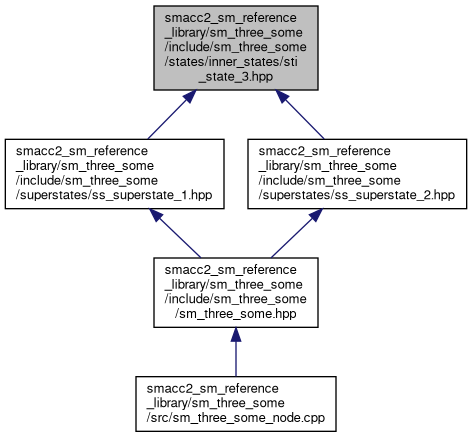 smacc2_sm_reference
_library/sm_three_some
/include/sm_three_some
/states/inner_states/sti
_state_3.hpp
smacc2_sm_reference
_library/sm_three_some
/include/sm_three_some
/superstates/ss_superstate_1.hpp
smacc2_sm_reference
_library/sm_three_some
/include/sm_three_some
/superstates/ss_superstate_2.hpp
smacc2_sm_reference
_library/sm_three_some
/include/sm_three_some
/sm_three_some.hpp
smacc2_sm_reference
_library/sm_three_some
/src/sm_three_some_node.cpp